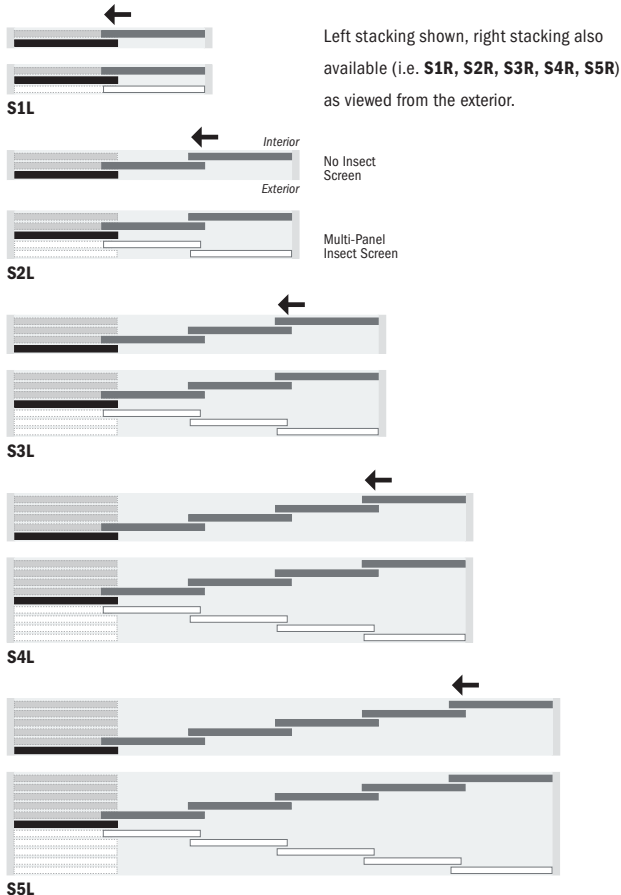 Left stacking shown, right stacking also
available (i.e. S1R, S2R, S3R, S4R, S5R)
as viewed from the exterior.
S1L
Interior
No Insect
Screen
Exterior
Multi-Panel
Insect Screen
S2L
S3L
S4L
S5L